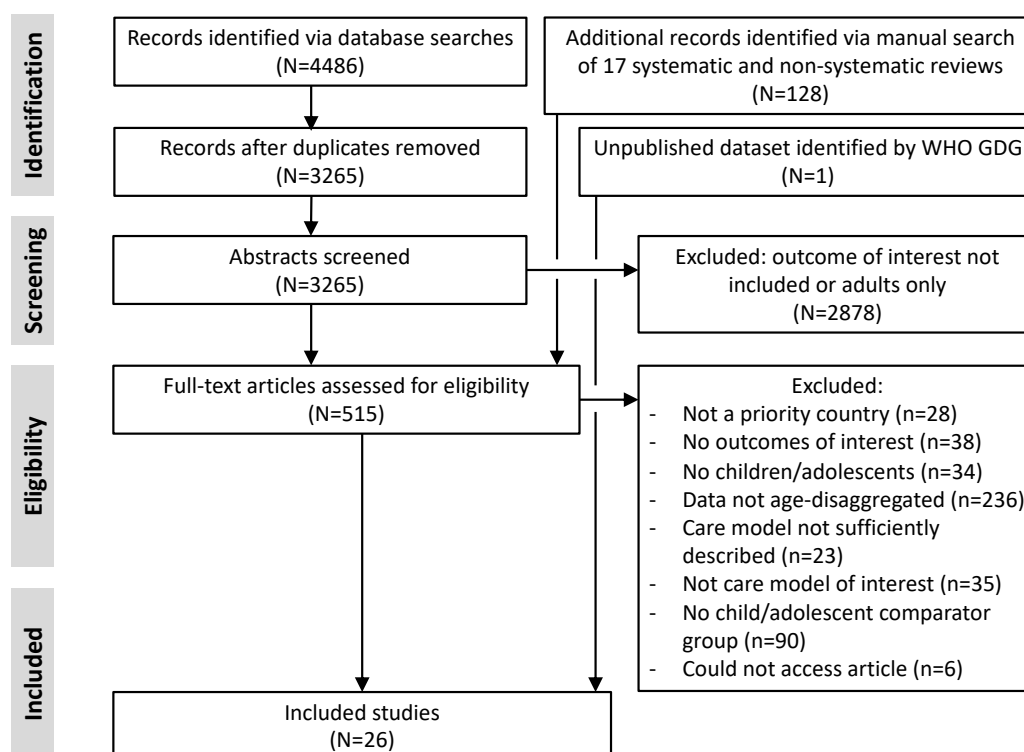 Identification
Records identified via database searches
(N=4486)
Additional records identified via manual search
of 17 systematic and non-systematic reviews
(N=128)
Records after duplicates removed
(N=3265)
Unpublished dataset identified by WHO GDG
(N=1)
Screening
Abstracts screened
(N=3265)
Excluded: outcome of interest not
included or adults only
(N=2878)
Eligibility
Full-text articles assessed for eligibility
(N=515)
Excluded:
- Not a priority country (n=28)
- No outcomes of interest (n=38)
- No children/adolescents (n=34)
- Data not age-disaggregated (n=236)
- Care model not sufficiently
described (n=23)
- Not care model of interest (n=35)
- No child/adolescent comparator
group (n=90)
- Could not access article (n=6)
Included
Included studies
(N=26)